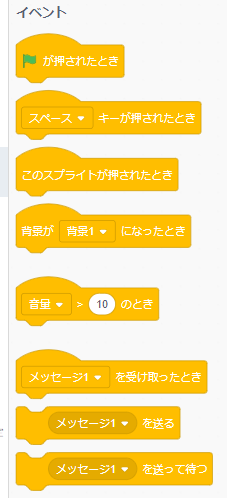 イベント
が押されたとき
スペース キーが押されたとき
このスプライトが押されたとき
背景が 背景1 になったとき
音量 > 10 のとき
メッセージ1 を受け取ったとき
メッセージ1 を送る
メッセージ1 を送って待つ